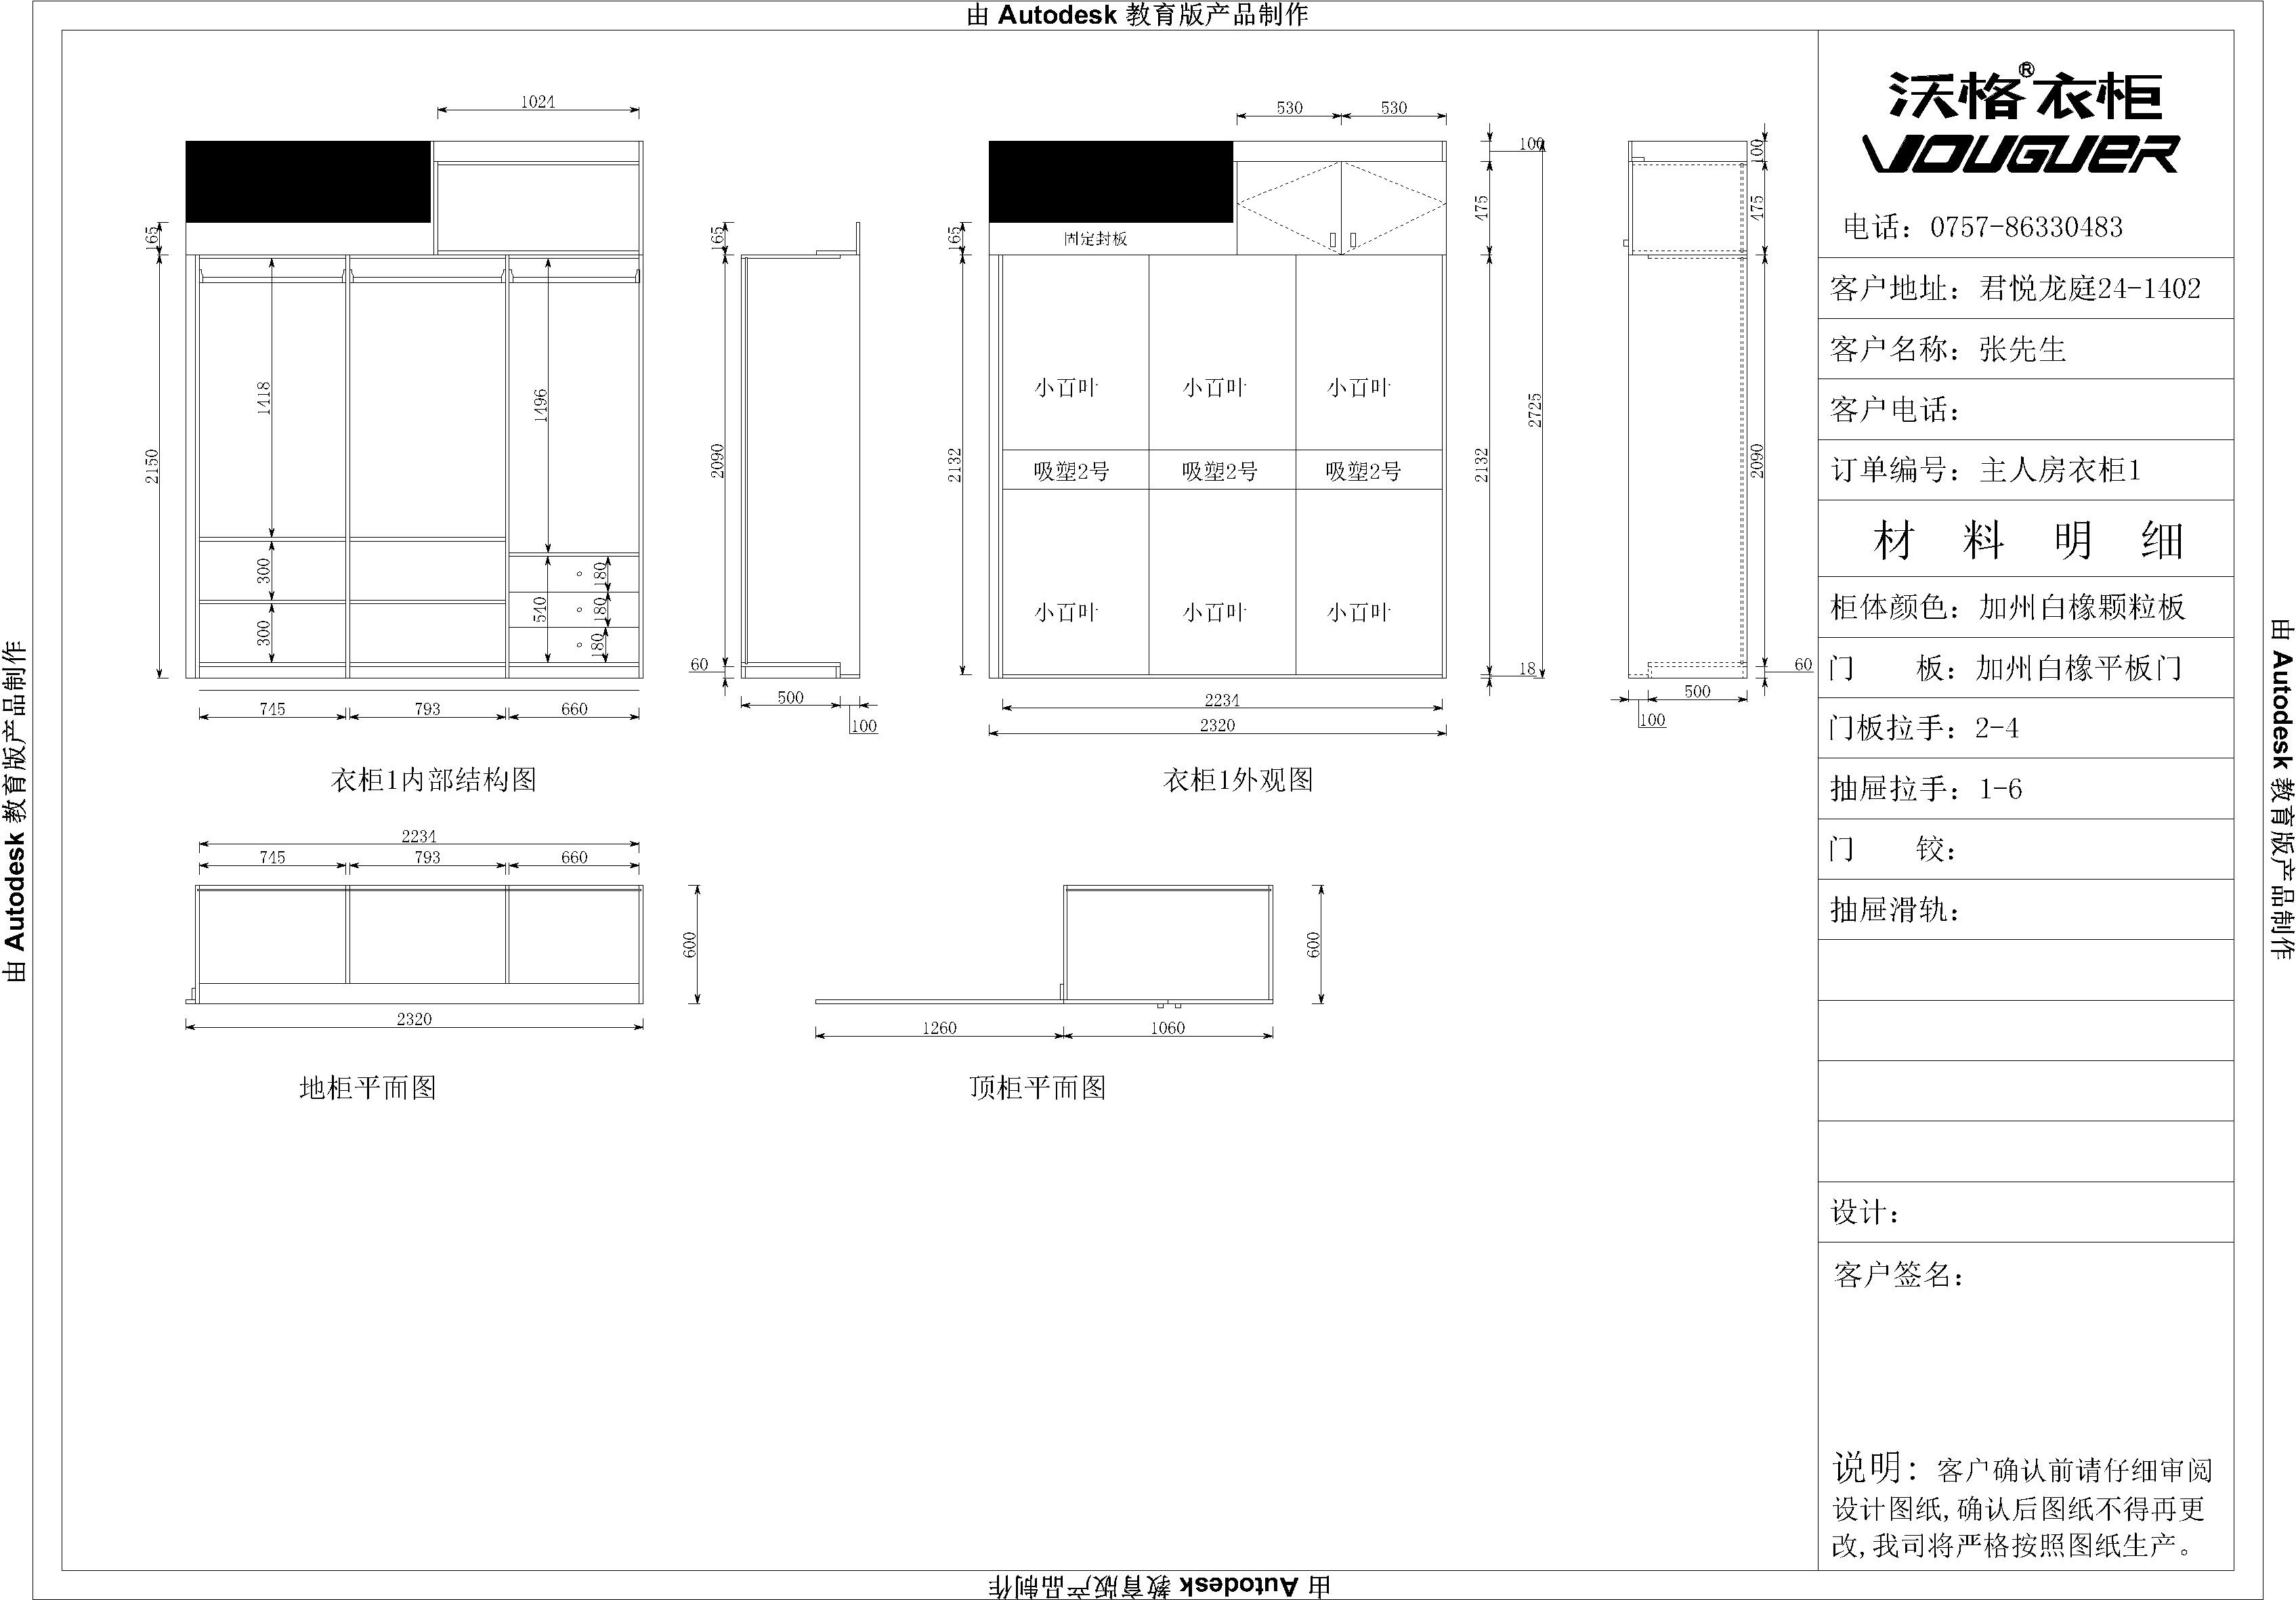 由 Autodesk 教育版产品制作
沃格®衣柜
VOUGUER
电话：0757-86330483
客户地址：君悦龙庭24-1402
客户名称：张先生
客户电话：
订单编号：主人房衣柜1
材 料 明 细
柜体颜色：加州白橡颗粒板
门 板：加州白橡平板门
门板拉手：2-4
抽屉拉手：1-6
门 铰：
抽屉滑轨：
设计：
客户签名：
说明：客户确认前请仔细审阅
设计图纸,确认后图纸不得再更
改,我司将严格按照图纸生产。
1024
165
2150
1418
1496
300
300
540
180
180
180
745 793 660
衣柜1内部结构图
165
2090
60
500
100
530 530
固定封板
165
2132
小百叶 小百叶 小百叶
吸塑2号 吸塑2号 吸塑2号
小百叶 小百叶 小百叶
100
475
2725
2132
18
2234
2320
衣柜1外观图
100
475
2090
60
500
100
2234
745 793 660
600
2320
地柜平面图
600
1260 1060
顶柜平面图
由 Autodesk 教育版产品制作
由 Autodesk 教育版产品制作
由 Autodesk 教育版产品制作